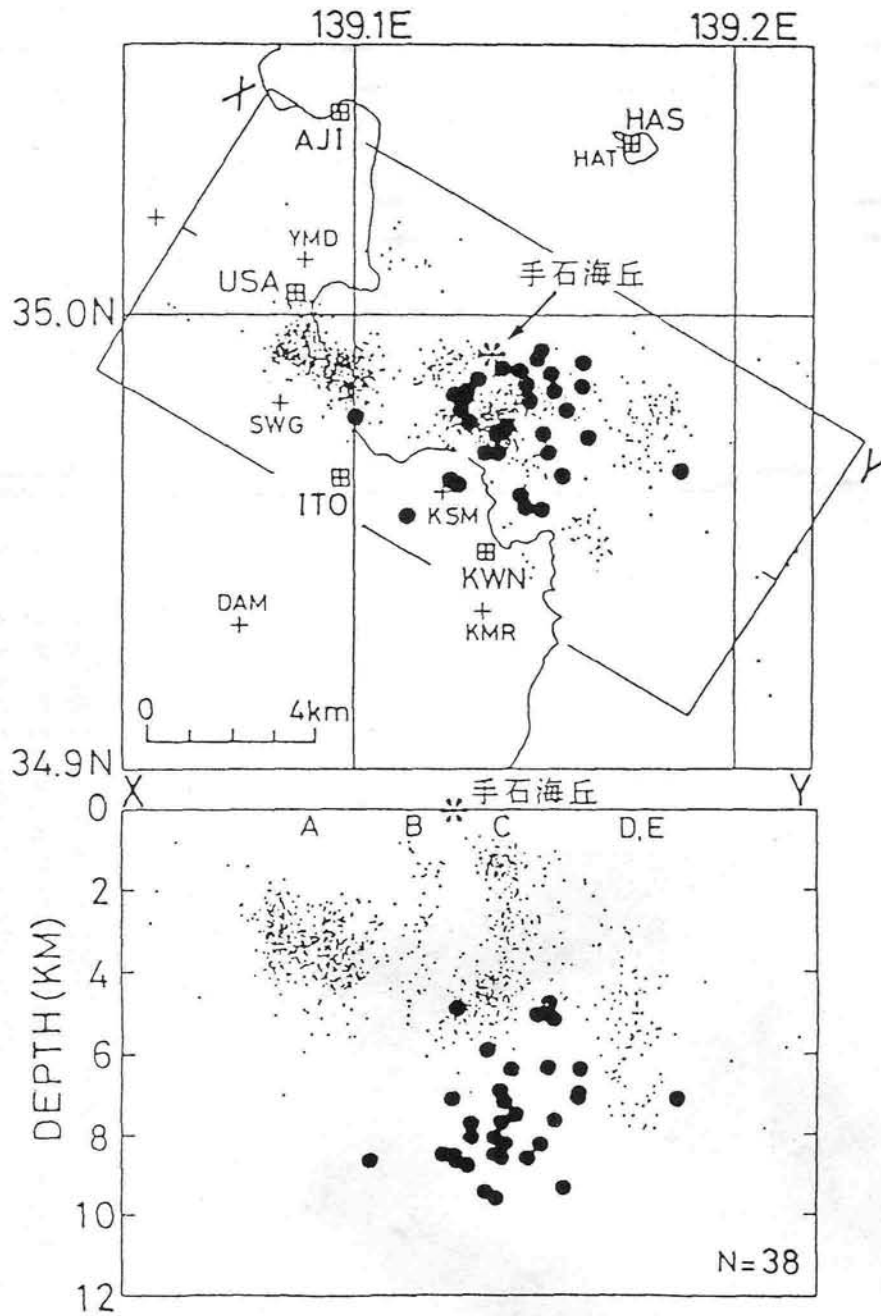 139.1E 139.2E
X
AJI
HAS
HAT
YMD
USA
手石海丘
35.0N
SWG
ITO
KSM
KWN
DAM
KMR
Y
0 4km
34.9N
X 手石海丘 Y
0
A B C D,E
2
4
6
8
10
12
DEPTH (KM)
N=38